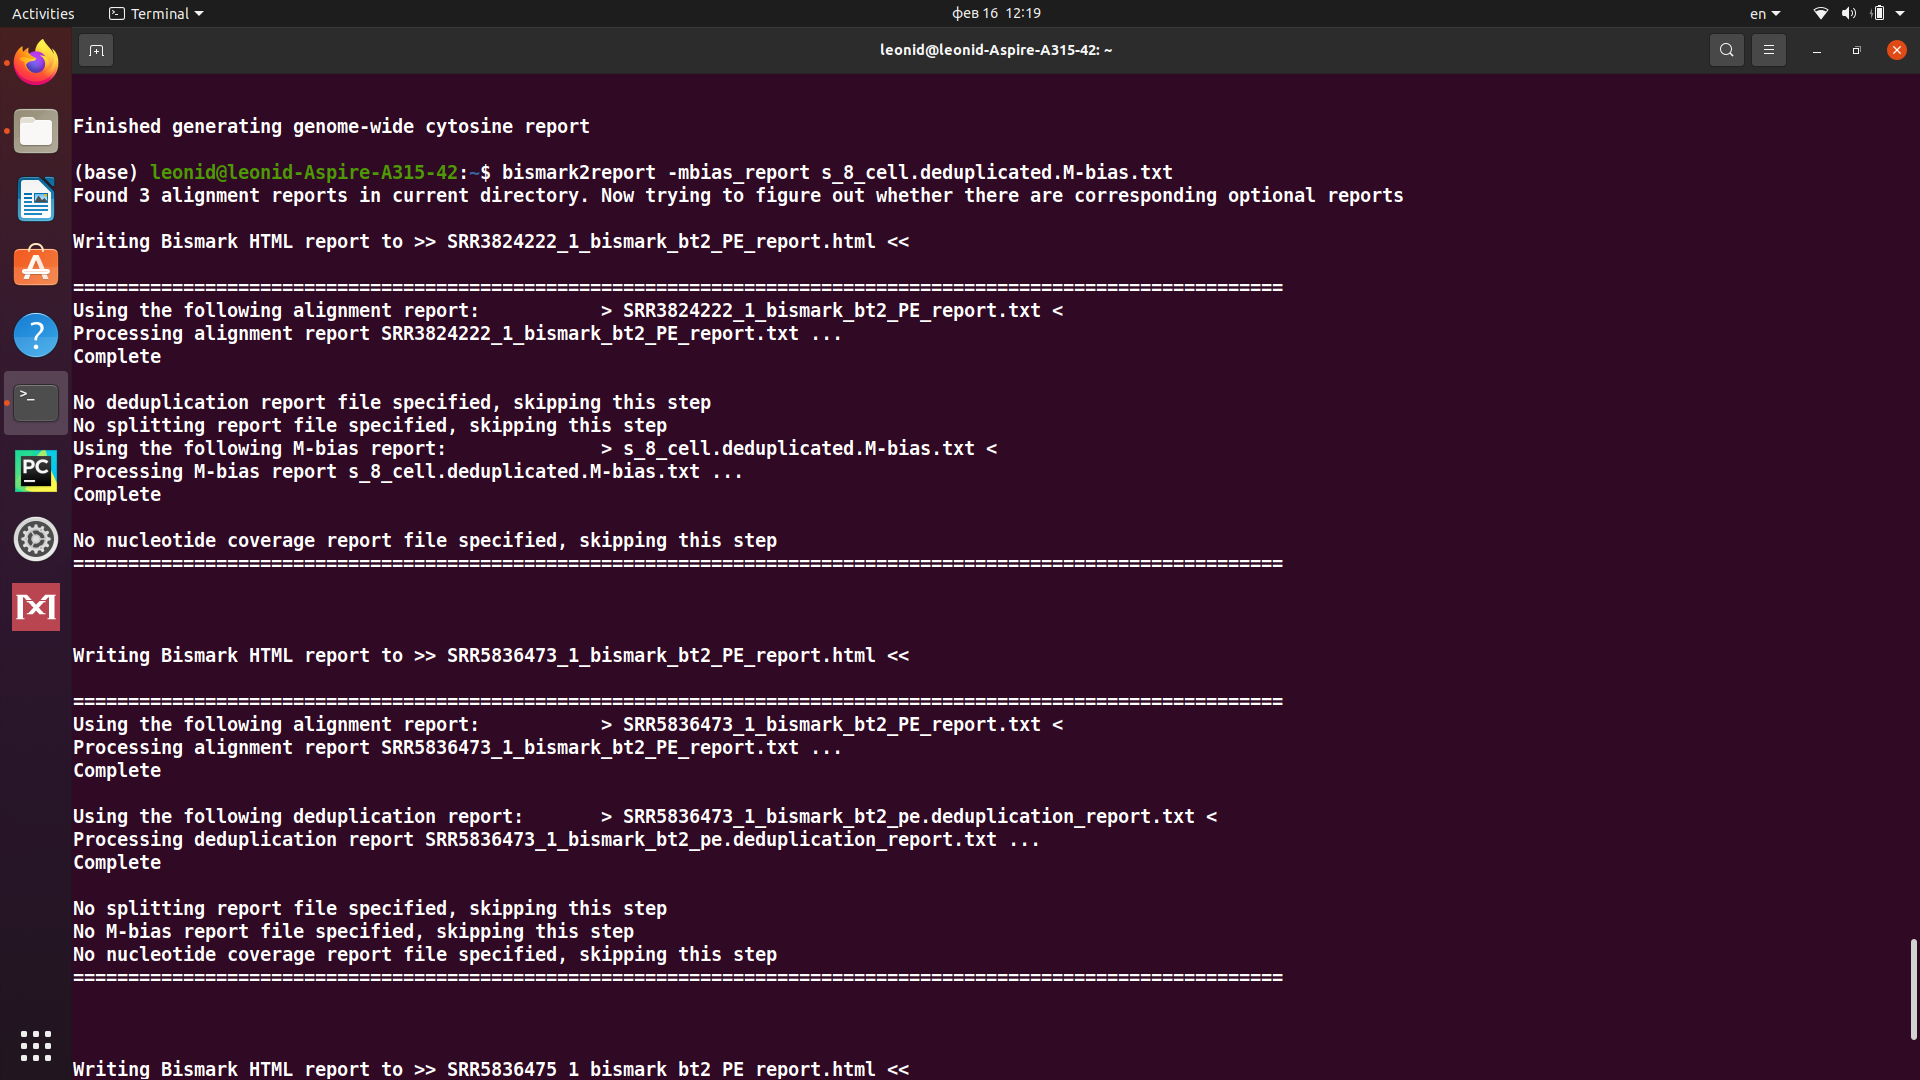 Activities
Terminal
фев 16 12:19
en
leonid@leonid-Aspire-A315-42: ~
Finished generating genome-wide cytosine report
(base) leonid@leonid-Aspire-A315-42:~$ bismark2report -mbias_report s_8_cell.deduplicated.M-bias.txt
Found 3 alignment reports in current directory. Now trying to figure out whether there are corresponding optional reports
Writing Bismark HTML report to >> SRR3824222_1_bismark_bt2_PE_report.html <<
==============================================================================================================
Using the following alignment report:           > SRR3824222_1_bismark_bt2_PE_report.txt <
Processing alignment report SRR3824222_1_bismark_bt2_PE_report.txt ...
Complete
No deduplication report file specified, skipping this step
No splitting report file specified, skipping this step
Using the following M-bias report:              > s_8_cell.deduplicated.M-bias.txt <
Processing M-bias report s_8_cell.deduplicated.M-bias.txt ...
Complete
No nucleotide coverage report file specified, skipping this step
==============================================================================================================
Writing Bismark HTML report to >> SRR5836473_1_bismark_bt2_PE_report.html <<
==============================================================================================================
Using the following alignment report:           > SRR5836473_1_bismark_bt2_PE_report.txt <
Processing alignment report SRR5836473_1_bismark_bt2_PE_report.txt ...
Complete
Using the following deduplication report:       > SRR5836473_1_bismark_bt2_pe.deduplication_report.txt <
Processing deduplication report SRR5836473_1_bismark_bt2_pe.deduplication_report.txt ...
Complete
No splitting report file specified, skipping this step
No M-bias report file specified, skipping this step
No nucleotide coverage report file specified, skipping this step
==============================================================================================================
Writing Bismark HTML report to >> SRR5836475_1_bismark_bt2_PE_report.html <<
>_
PC